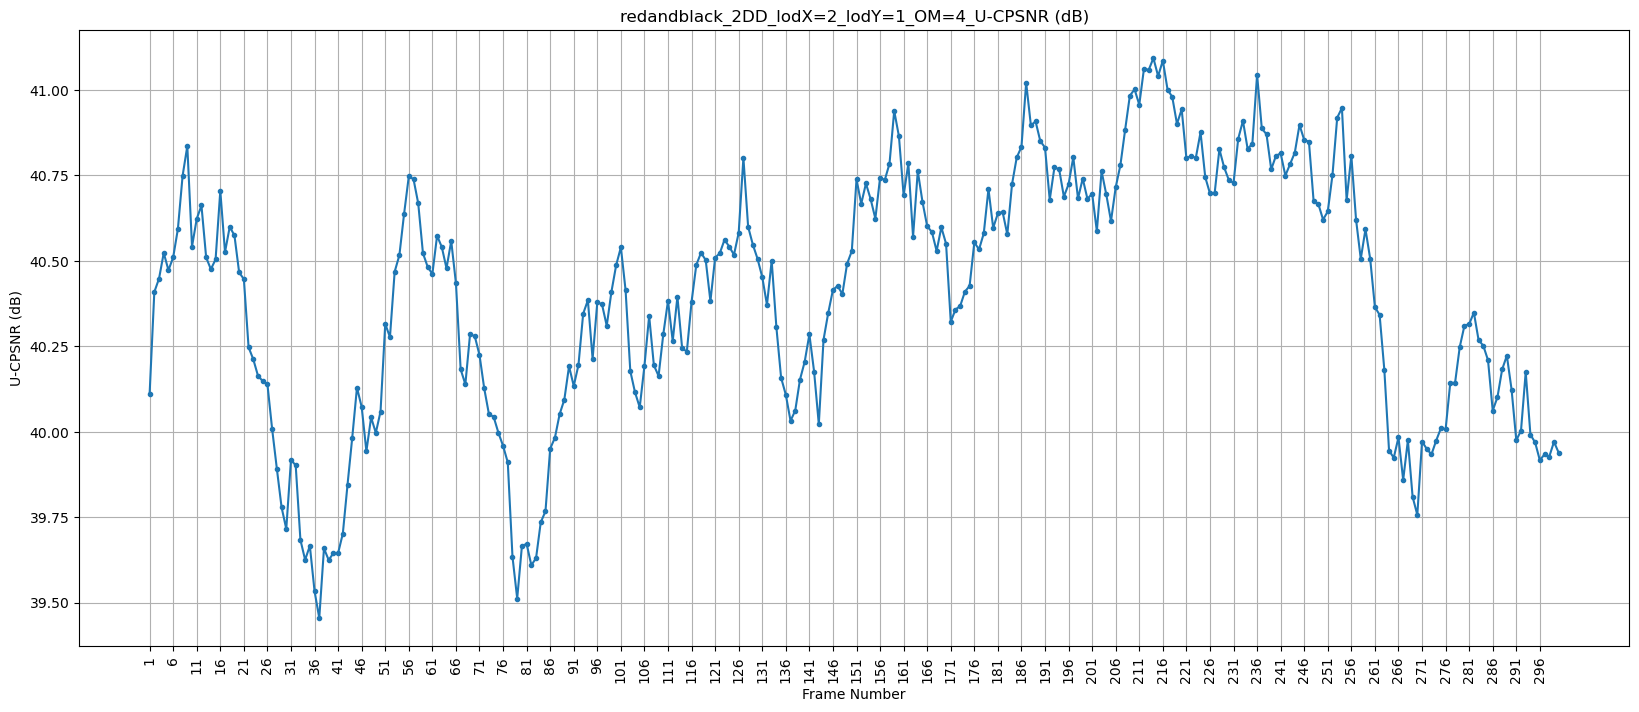 redandblack_2DD_lodX=2_lodY=1_OM=4_U-CPSNR (dB)
U-CPSNR (dB)
41.00
40.75
40.50
40.25
40.00
39.75
39.50
1 6 11 16 21 26 31 36 41 46 51 56 61 66 71 76 81 86 91 96 101 106 111 116 121 126 131 136 141 146 151 156 161 166 171 176 181 186 191 196 201 206 211 216 221 226 231 236 241 246 251 256 261 266 271 276 281 286 291 296
Frame Number